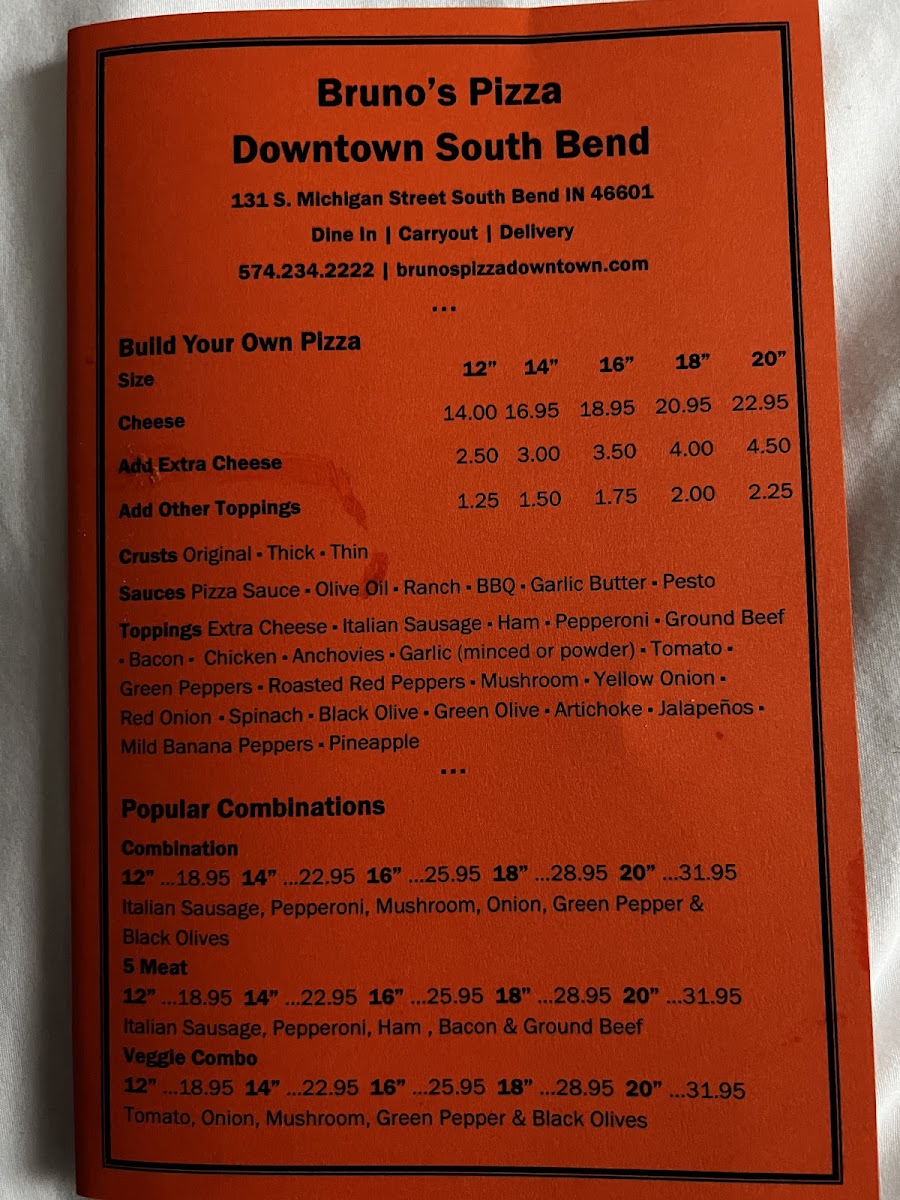 Bruno's Pizza
Downtown South Bend
131 S. Michigan Street South Bend IN 46601
Dine In | Carryout | Delivery
574.234.2222 | brunospizzadowntown.com
...
Build Your Own Pizza
Size 12” 14” 16” 18” 20”
Cheese 14.00 16.95 18.95 20.95 22.95
Add Extra Cheese 2.50 3.00 3.50 4.00 4.50
Add Other Toppings 1.25 1.50 1.75 2.00 2.25
Crusts Original ▪ Thick ▪ Thin
Sauces Pizza Sauce ▪ Olive Oil ▪ Ranch ▪ BBQ ▪ Garlic Butter ▪ Pesto
Toppings Extra Cheese ▪ Italian Sausage ▪ Ham ▪ Pepperoni ▪ Ground Beef
▪ Bacon ▪ Chicken ▪ Anchovies ▪ Garlic (minced or powder) ▪ Tomato ▪
Green Peppers ▪ Roasted Red Peppers ▪ Mushroom ▪ Yellow Onion ▪
Red Onion ▪ Spinach ▪ Black Olive ▪ Green Olive ▪ Artichoke ▪ Jalapeños ▪
Mild Banana Peppers ▪ Pineapple
...
Popular Combinations
Combination
12” ...18.95 14” ...22.95 16” ...25.95 18” ...28.95 20” ...31.95
Italian Sausage, Pepperoni, Mushroom, Onion, Green Pepper &
Black Olives
5 Meat
12” ...18.95 14” ...22.95 16” ...25.95 18” ...28.95 20” ...31.95
Italian Sausage, Pepperoni, Ham , Bacon & Ground Beef
Veggie Combo
12” ...18.95 14” ...22.95 16” ...25.95 18” ...28.95 20” ...31.95
Tomato, Onion, Mushroom, Green Pepper & Black Olives